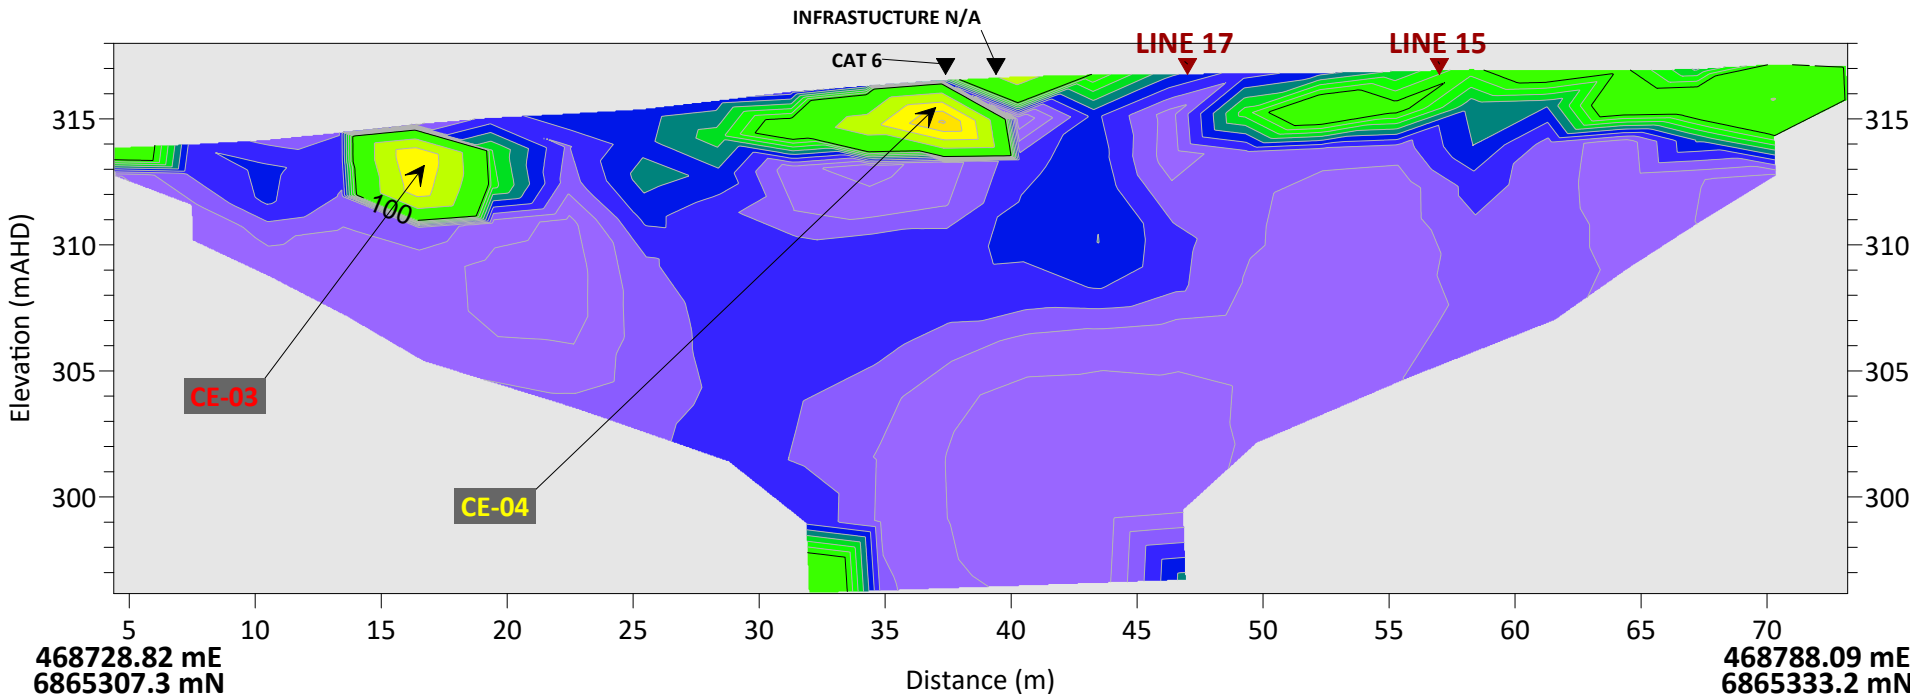 INFRASTUCTURE N/A
CAT 6
LINE 17
LINE 15
315
310
305
300
Elevation (mAHD)
100
CE-03
CE-04
315
310
305
300
5 10 15 20 25 30 35 40 45 50 55 60 65 70
468728.82 mE
6865307.3 mN
Distance (m)
468788.09 mE
6865333.2 mN